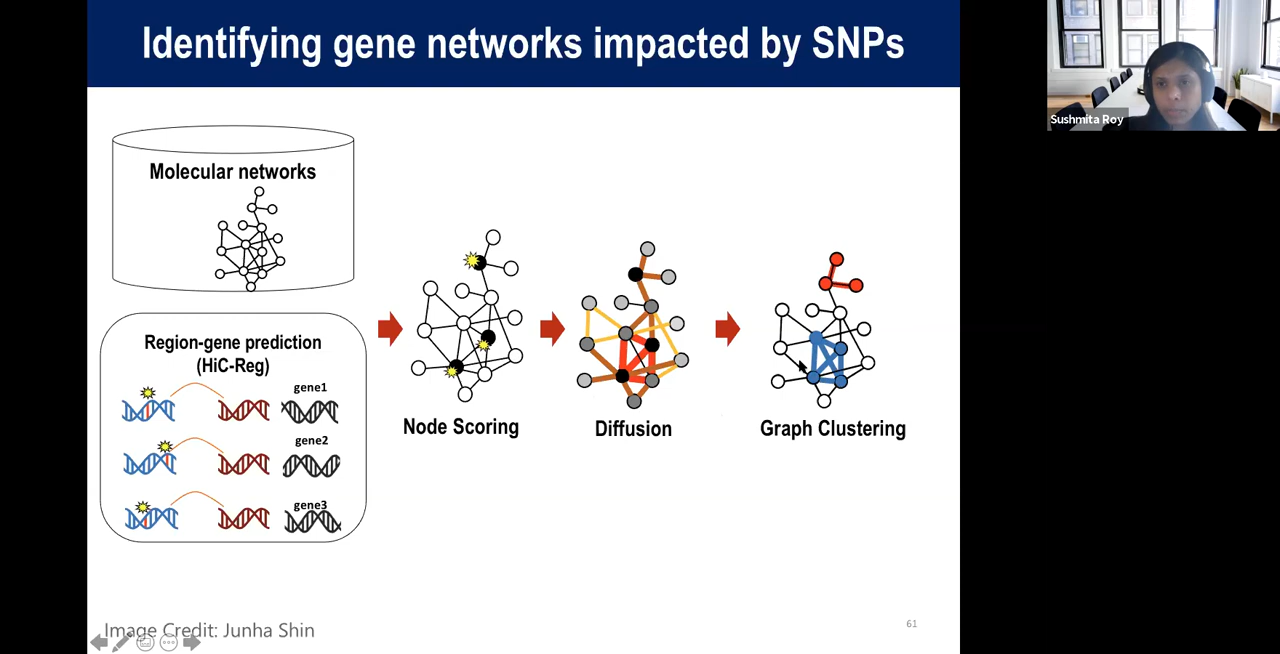 Identifying gene networks impacted by SNPs
Sushmita Roy
Molecular networks
Region-gene prediction
(HiC-Reg)
gene1
gene2
gene3
Node Scoring
Diffusion
Graph Clustering
Image Credit: Junha Shin
61